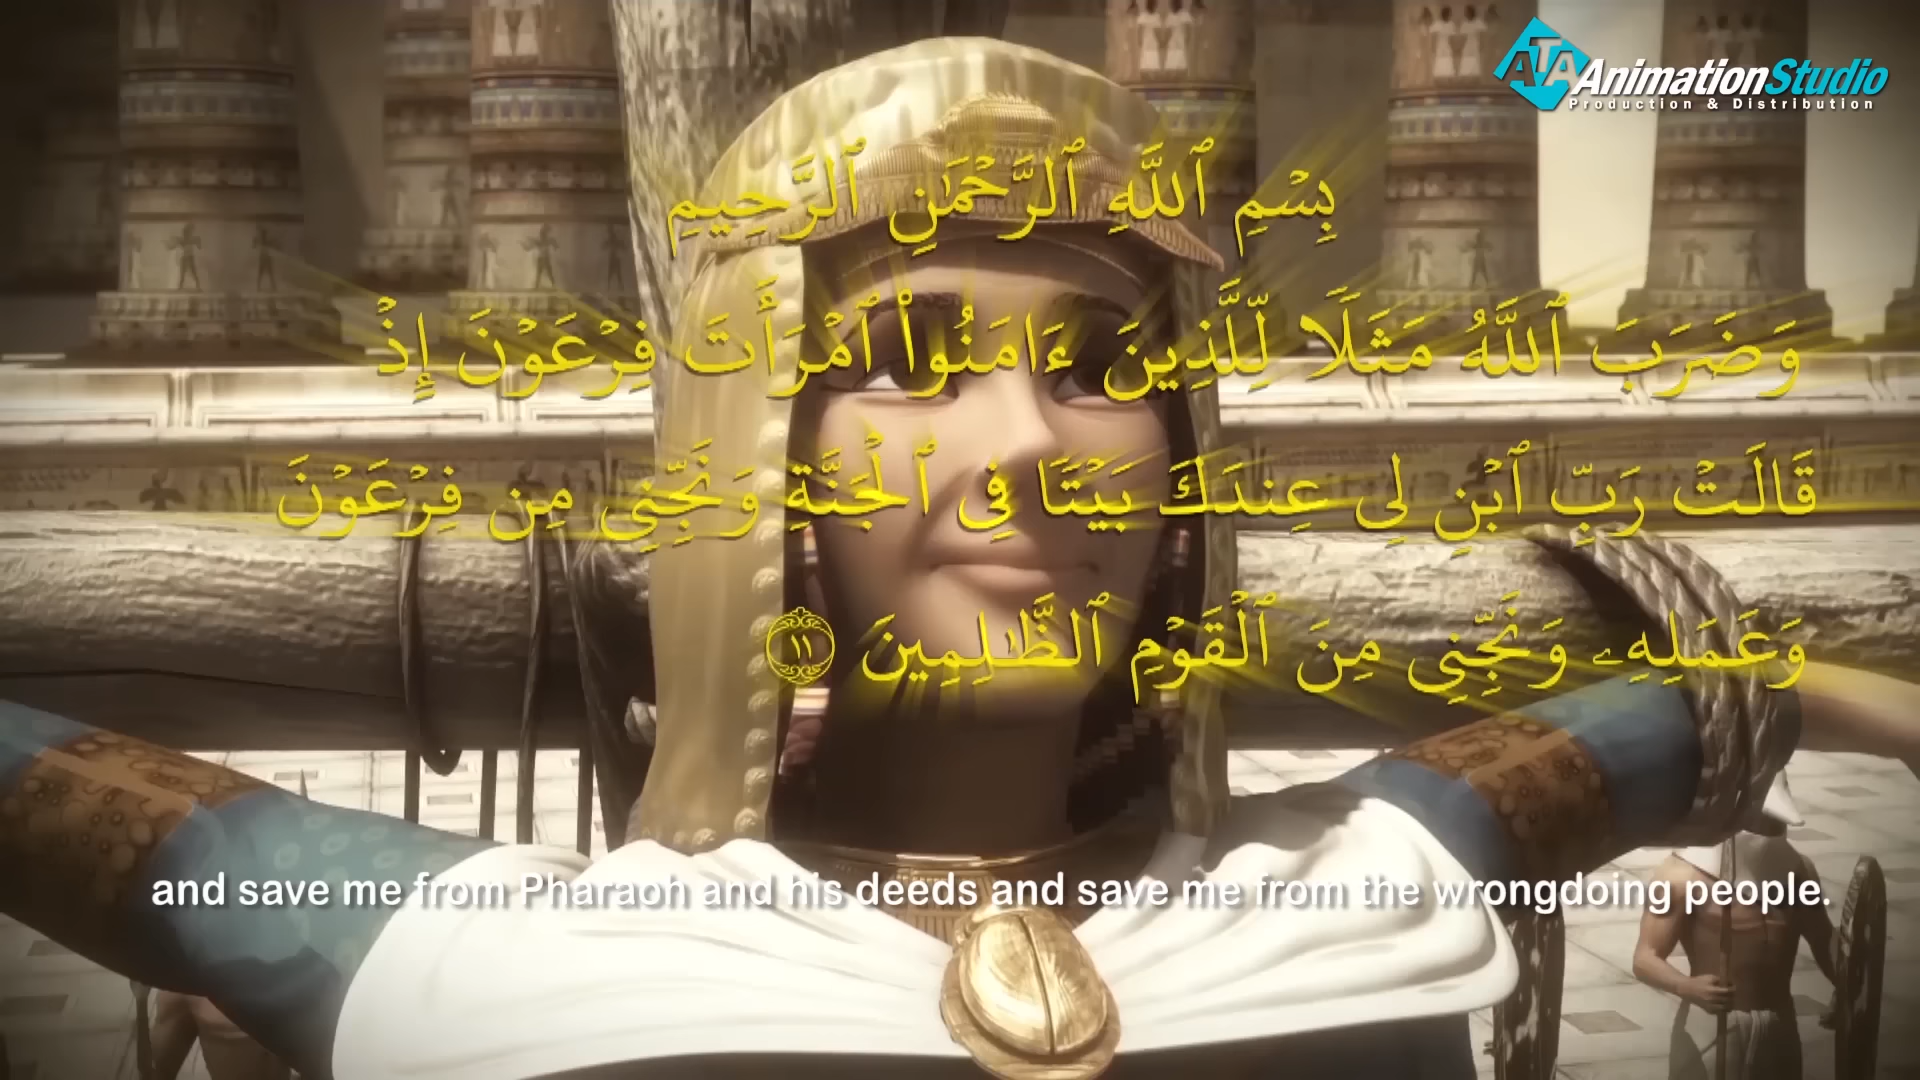 ATA AnimationStudio
Production & Distribution
بِسْمِ ٱللَّهِ ٱلرَّحْمَٰنِ ٱلرَّحِيمِ
وَضَرَبَ ٱللَّهُ مَثَلًا لِّلَّذِينَ ءَامَنُوا۟ ٱمْرَأَتَ فِرْعَوْنَ إِذْ
قَالَتْ رَبِّ ٱبْنِ لِي عِندَكَ بَيْتًا فِي ٱلْجَنَّةِ وَنَجِّنِي مِن فِرْعَوْنَ
وَعَمَلِهِۦ وَنَجِّنِي مِنَ ٱلْقَوْمِ ٱلظَّٰلِمِينَ ١١
and save me from Pharaoh and his deeds and save me from the wrongdoing people.